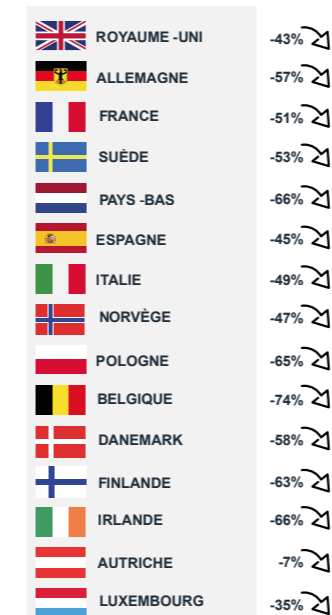 ROYAUME -UNI -43%
ALLEMAGNE -57%
FRANCE -51%
SUÈDE -53%
PAYS -BAS -66%
ESPAGNE -45%
ITALIE -49%
NORVÈGE -47%
POLOGNE -65%
BELGIQUE -74%
DANEMARK -58%
FINLANDE -63%
IRLANDE -66%
AUTRICHE -7%
LUXEMBOURG -35%